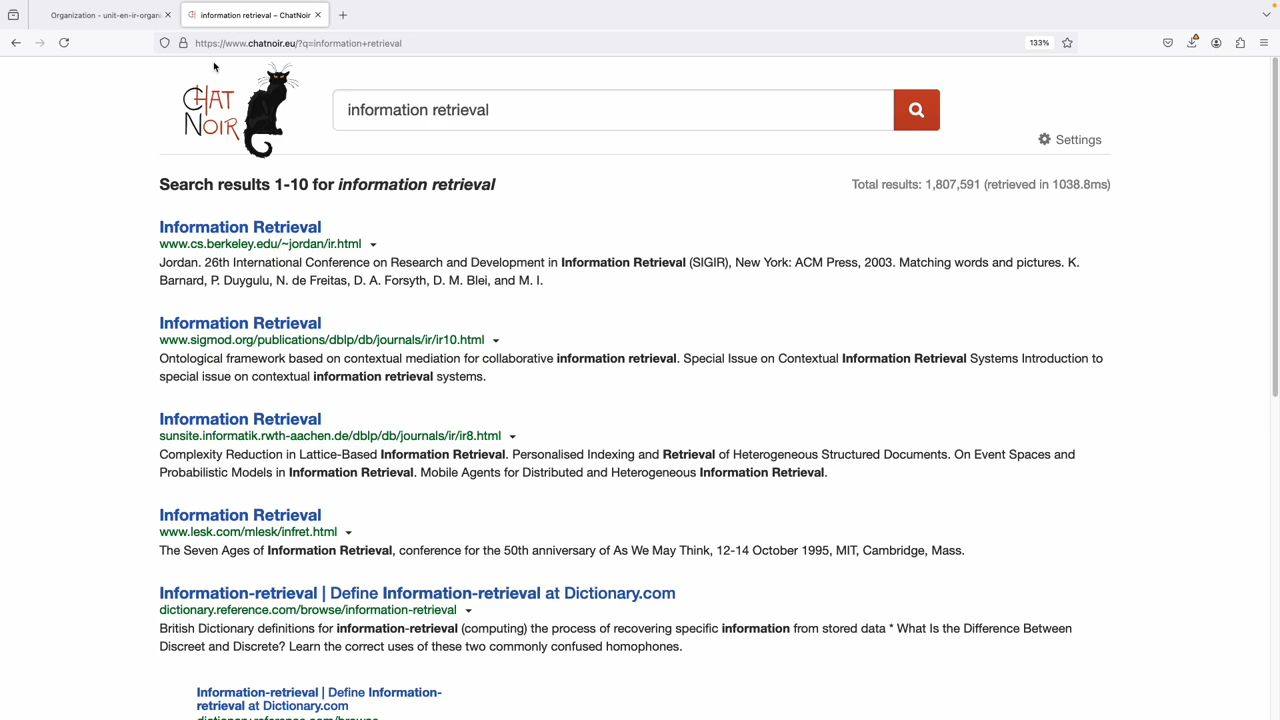 Organization - unit-en-ir-organi
information retrieval – ChatNoir
https://www.chatnoir.eu/?q=information+retrieval
133%
CHAT NOIR
information retrieval
Settings
Search results 1-10 for information retrieval
Total results: 1,807,591 (retrieved in 1038.8ms)
Information Retrieval
www.cs.berkeley.edu/~jordan/ir.html
Jordan. 26th International Conference on Research and Development in Information Retrieval (SIGIR), New York: ACM Press, 2003. Matching words and pictures. K.
Barnard, P. Duygulu, N. de Freitas, D. A. Forsyth, D. M. Blei, and M. I.
Information Retrieval
www.sigmod.org/publications/dblp/db/journals/ir/ir10.html
Ontological framework based on contextual mediation for collaborative information retrieval. Special Issue on Contextual Information Retrieval Systems Introduction to
special issue on contextual information retrieval systems.
Information Retrieval
sunsite.informatik.rwth-aachen.de/dblp/db/journals/ir/ir8.html
Complexity Reduction in Lattice-Based Information Retrieval. Personalised Indexing and Retrieval of Heterogeneous Structured Documents. On Event Spaces and
Probabilistic Models in Information Retrieval. Mobile Agents for Distributed and Heterogeneous Information Retrieval.
Information Retrieval
www.lesk.com/mlesk/infret.html
The Seven Ages of Information Retrieval, conference for the 50th anniversary of As We May Think, 12-14 October 1995, MIT, Cambridge, Mass.
Information-retrieval | Define Information-retrieval at Dictionary.com
dictionary.reference.com/browse/information-retrieval
British Dictionary definitions for information-retrieval (computing) the process of recovering specific information from stored data * What Is the Difference Between
Discreet and Discrete? Learn the correct uses of these two commonly confused homophones.
Information-retrieval | Define Information-
retrieval at Dictionary.com